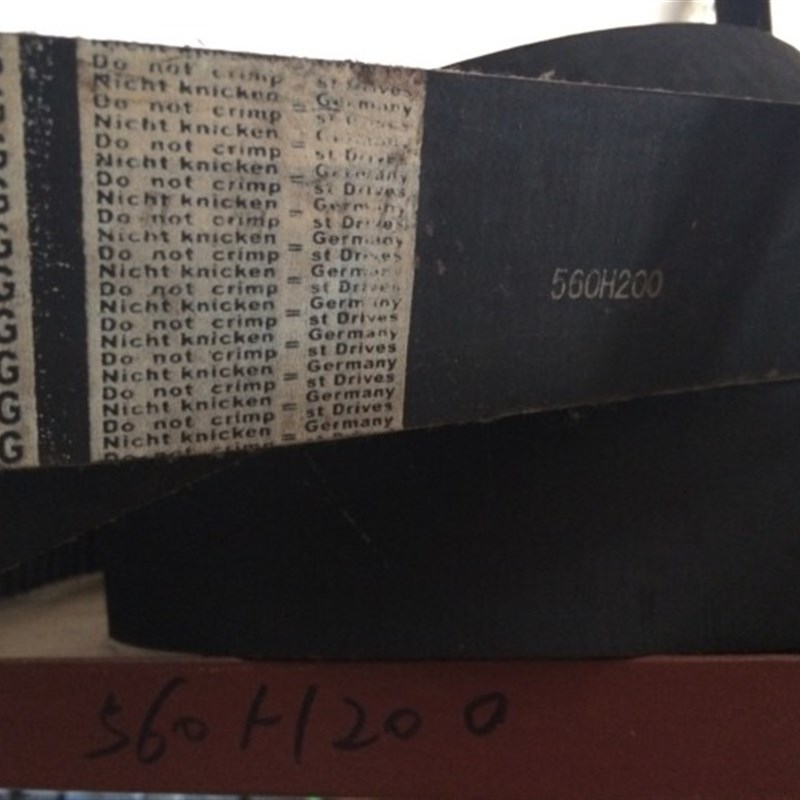 Do not crimp
Nicht knicken = Germany
Do not crimp st Drives
Nicht knicken = Germany
Do not crimp st Drives
Nicht knicken = Germany
Do not crimp st Drives
Nicht knicken = Germany
Do not crimp st Drives
Nicht knicken = Germany
Do not crimp st Drives
Nicht knicken = Germany
Do not crimp st Drives
Nicht knicken = Germany
Do not crimp st Drives
Nicht knicken = Germany
Do not crimp st Drives
Nicht knicken = Germany
Do not crimp st Drives
Nicht knicken = Germany
G
G
G
G
560H200
560H200